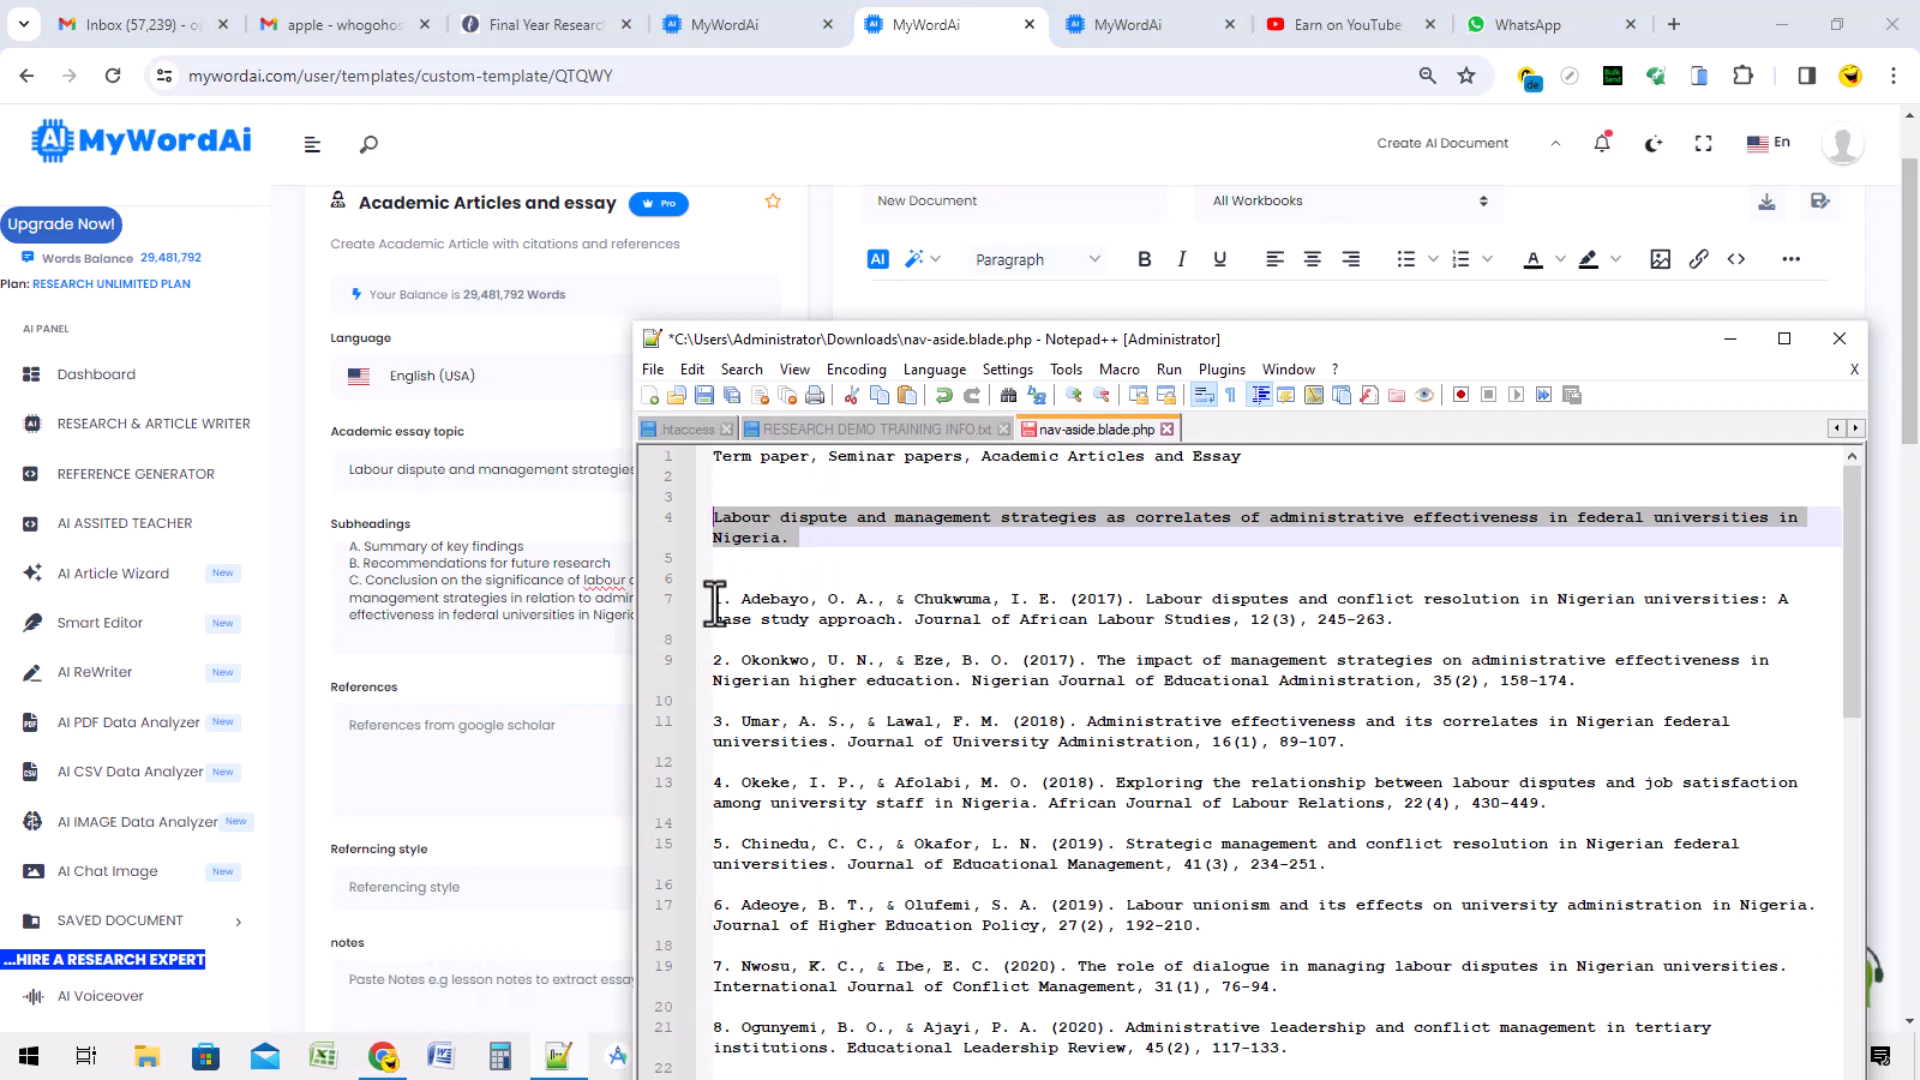 Inbox (57,239) - o
apple - whogohos
Final Year Researc
MyWordAi
MyWordAi
MyWordAi
Earn on YouTube
WhatsApp
mywordai.com/user/templates/custom-template/QTQWY
MyWordAi
Create AI Document
En
Upgrade Now!
Words Balance 29,481,792
Plan: RESEARCH UNLIMITED PLAN
AI PANEL
Dashboard
RESEARCH & ARTICLE WRITER
REFERENCE GENERATOR
AI ASSITED TEACHER
AI Article Wizard New
Smart Editor New
AI ReWriter New
AI PDF Data Analyzer New
AI CSV Data Analyzer New
AI IMAGE Data Analyzer New
AI Chat Image New
SAVED DOCUMENT
...HIRE A RESEARCH EXPERT
AI Voiceover
Academic Articles and essay Pro
Create Academic Article with citations and references
Your Balance is 29,481,792 Words
Language
English (USA)
Academic essay topic
Labour dispute and management strategies
Subheadings
A. Summary of key findings
B. Recommendations for future research
C. Conclusion on the significance of labour
management strategies in relation to admin
effectiveness in federal universities in Nigeria
References
References from google scholar
Referncing style
Referencing style
notes
Paste Notes e.g lesson notes to extract essay
New Document
All Workbooks
AI Paragraph B I U A
*C:\Users\Administrator\Downloads\nav-aside.blade.php - Notepad++ [Administrator]
File Edit Search View Encoding Language Settings Tools Macro Run Plugins Window ? X
.htaccess RESEARCH DEMO TRAINING INFO.txt nav-aside.blade.php
1 Term paper, Seminar papers, Academic Articles and Essay
2
3
4 Labour dispute and management strategies as correlates of administrative effectiveness in federal universities in
Nigeria.
5
6
7 1. Adebayo, O. A., & Chukwuma, I. E. (2017). Labour disputes and conflict resolution in Nigerian universities: A
case study approach. Journal of African Labour Studies, 12(3), 245-263.
8
9 2. Okonkwo, U. N., & Eze, B. O. (2017). The impact of management strategies on administrative effectiveness in
Nigerian higher education. Nigerian Journal of Educational Administration, 35(2), 158-174.
10
11 3. Umar, A. S., & Lawal, F. M. (2018). Administrative effectiveness and its correlates in Nigerian federal
universities. Journal of University Administration, 16(1), 89-107.
12
13 4. Okeke, I. P., & Afolabi, M. O. (2018). Exploring the relationship between labour disputes and job satisfaction
among university staff in Nigeria. African Journal of Labour Relations, 22(4), 430-449.
14
15 5. Chinedu, C. C., & Okafor, L. N. (2019). Strategic management and conflict resolution in Nigerian federal
universities. Journal of Educational Management, 41(3), 234-251.
16
17 6. Adeoye, B. T., & Olufemi, S. A. (2019). Labour unionism and its effects on university administration in Nigeria.
Journal of Higher Education Policy, 27(2), 192-210.
18
19 7. Nwosu, K. C., & Ibe, E. C. (2020). The role of dialogue in managing labour disputes in Nigerian universities.
International Journal of Conflict Management, 31(1), 76-94.
20
21 8. Ogunyemi, B. O., & Ajayi, P. A. (2020). Administrative leadership and conflict management in tertiary
institutions. Educational Leadership Review, 45(2), 117-133.
22